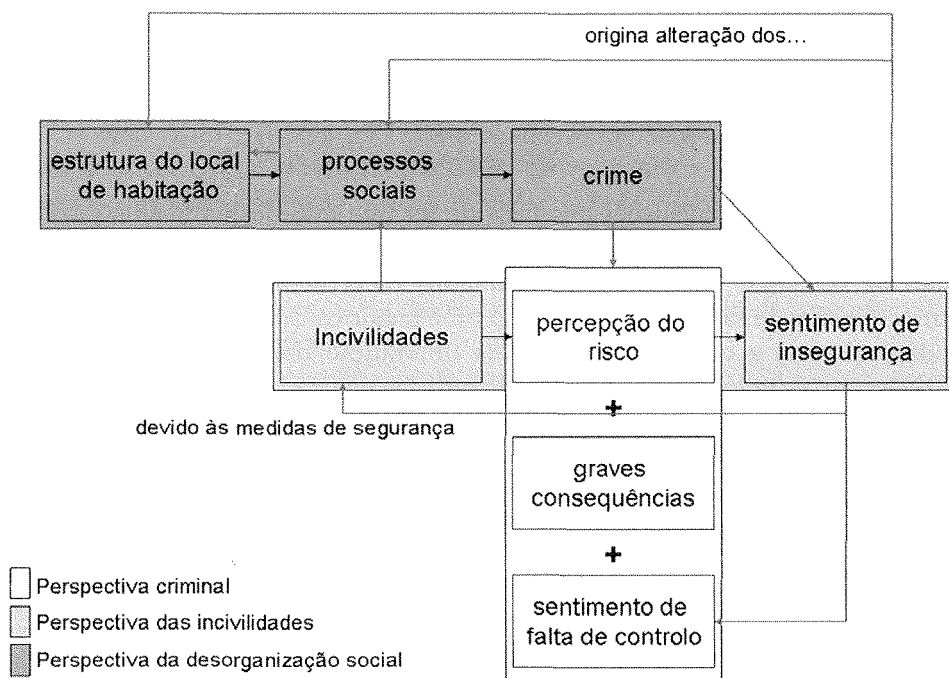 origina alteração dos...
estrutura do local
de habitação
processos
sociais
crime
Incivilidades
percepção do
risco
sentimento de
insegurança
+
devido às medidas de segurança
graves
consequências
+
sentimento de
falta de controlo
Perspectiva criminal
Perspectiva das incivilidades
Perspectiva da desorganização social